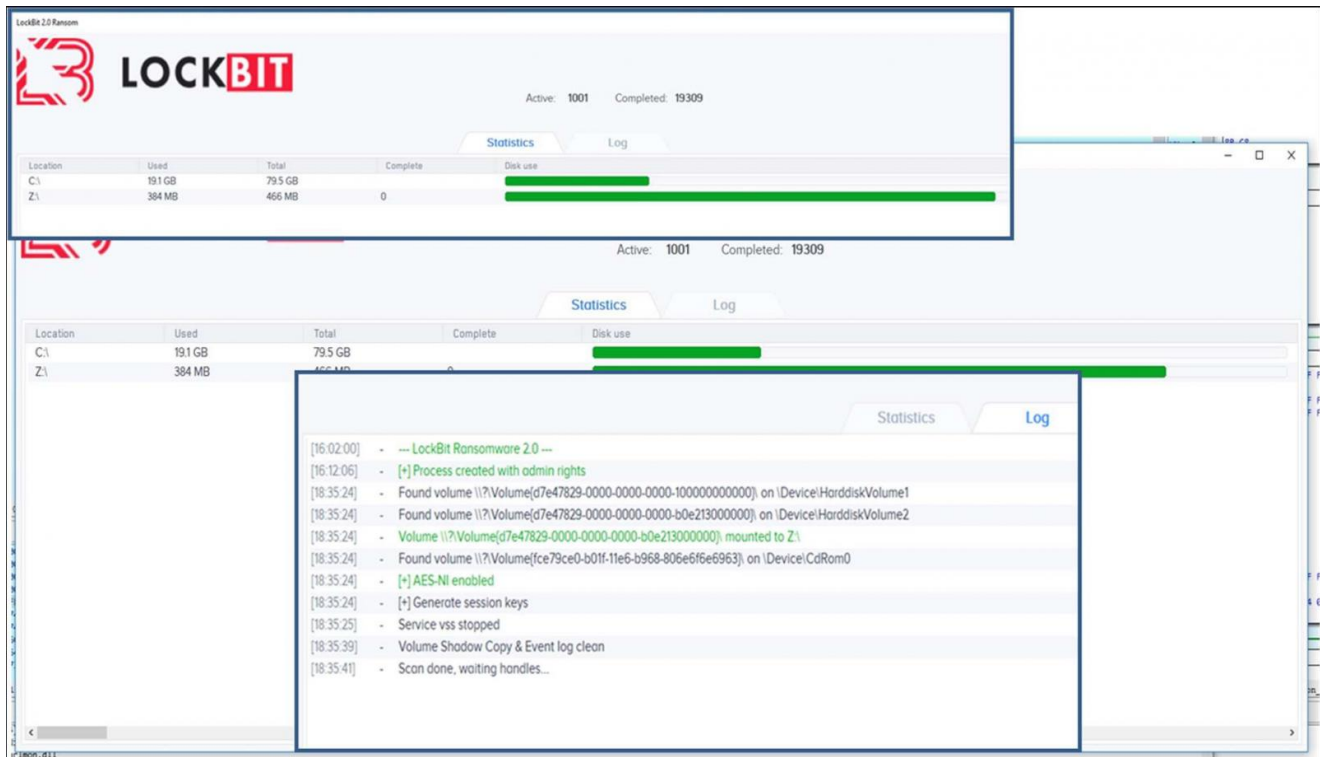 LockBit 2.0 Ransom
LOCKBIT
Active: 1001 Completed: 19309
Statistics Log
Location Used Total Complete Disk use
C:\ 19.1 GB 79.5 GB
Z:\ 384 MB 466 MB 0
Active: 1001 Completed: 19309
Statistics Log
Location Used Total Complete Disk use
C:\ 19.1 GB 79.5 GB
Z:\ 384 MB 466 MB 0
Statistics Log
[16:02:00] - --- LockBit Ransomware 2.0 ---
[16:12:06] - [+] Process created with admin rights
[18:35:24] - Found volume \\?\Volume{d7e47829-0000-0000-0000-100000000000}\ on \Device\HarddiskVolume1
[18:35:24] - Found volume \\?\Volume{d7e47829-0000-0000-0000-b0e213000000}\ on \Device\HarddiskVolume2
[18:35:24] - Volume \\?\Volume{d7e47829-0000-0000-0000-b0e213000000}\ mounted to Z:\
[18:35:24] - Found volume \\?\Volume{fce79ce0-b01f-11e6-b968-806e6f6e6963}\ on \Device\CdRom0
[18:35:24] - [+] AES-NI enabled
[18:35:24] - [+] Generate session keys
[18:35:25] - Service vss stopped
[18:35:39] - Volume Shadow Copy & Event log clean
[18:35:41] - Scan done, waiting handles...